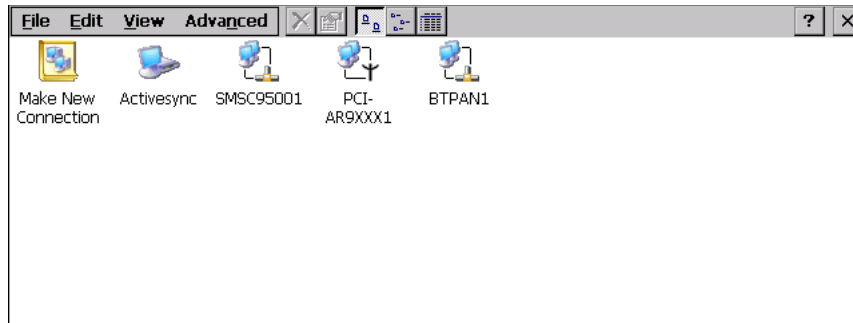 File Edit View Advanced ?
Make New Activesync SMSC95001 PCI- BTPAN1
Connection AR9XXX1